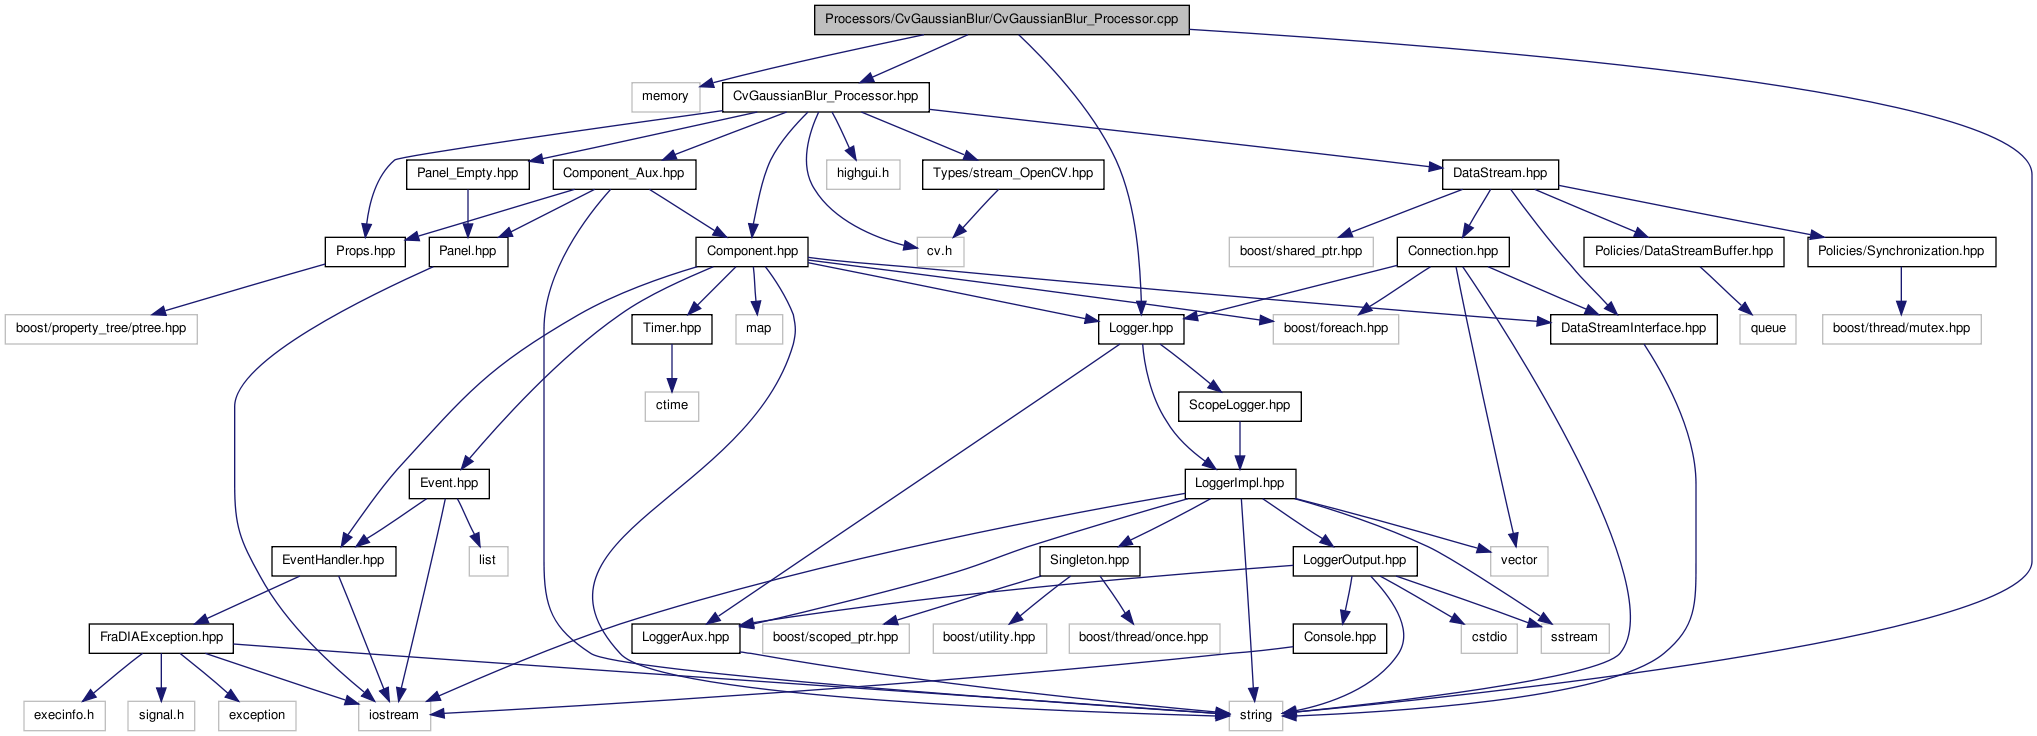 Processors/CvGaussianBlur/CvGaussianBlur_Processor.cpp
memory
CvGaussianBlur_Processor.hpp
Panel_Empty.hpp
Component_Aux.hpp
highgui.h
Types/stream_OpenCV.hpp
DataStream.hpp
Props.hpp
Panel.hpp
Component.hpp
cv.h
boost/shared_ptr.hpp
Connection.hpp
Policies/DataStreamBuffer.hpp
Policies/Synchronization.hpp
boost/property_tree/ptree.hpp
Timer.hpp
map
Logger.hpp
boost/foreach.hpp
DataStreamInterface.hpp
queue
boost/thread/mutex.hpp
ctime
ScopeLogger.hpp
Event.hpp
LoggerImpl.hpp
EventHandler.hpp
list
Singleton.hpp
LoggerOutput.hpp
vector
FraDIAException.hpp
LoggerAux.hpp
boost/scoped_ptr.hpp
boost/utility.hpp
boost/thread/once.hpp
Console.hpp
cstdio
sstream
execinfo.h
signal.h
exception
iostream
string